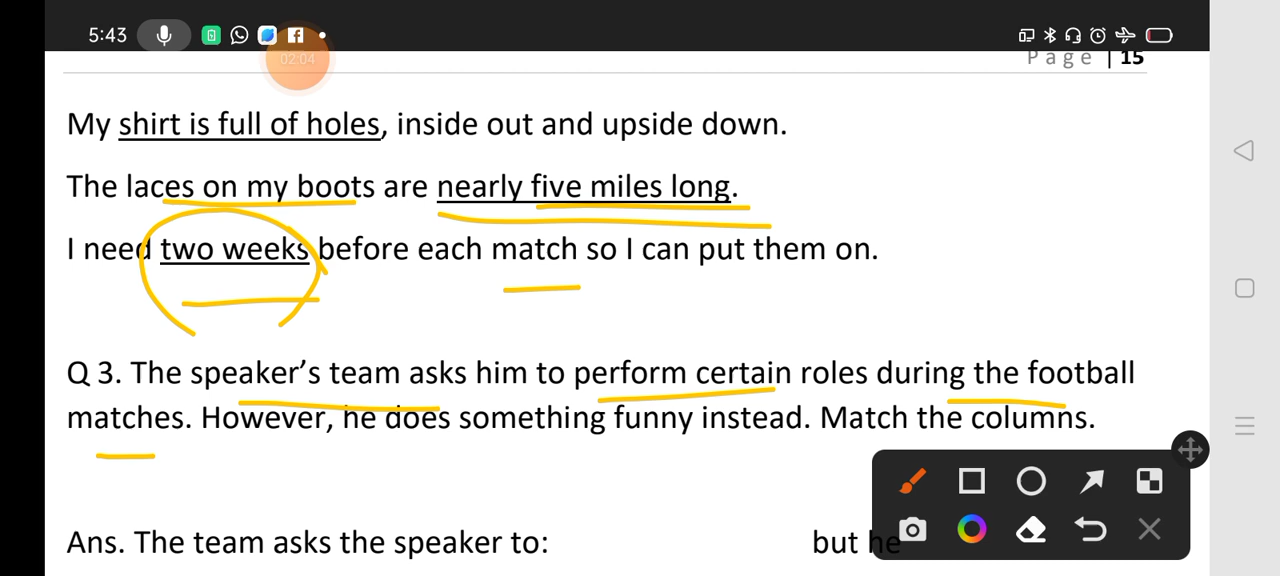 5:43
02:04
Page | 15
My shirt is full of holes, inside out and upside down.
The laces on my boots are nearly five miles long.
I need two weeks before each match so I can put them on.
Q 3. The speaker’s team asks him to perform certain roles during the football
matches. However, he does something funny instead. Match the columns.
Ans. The team asks the speaker to: but he